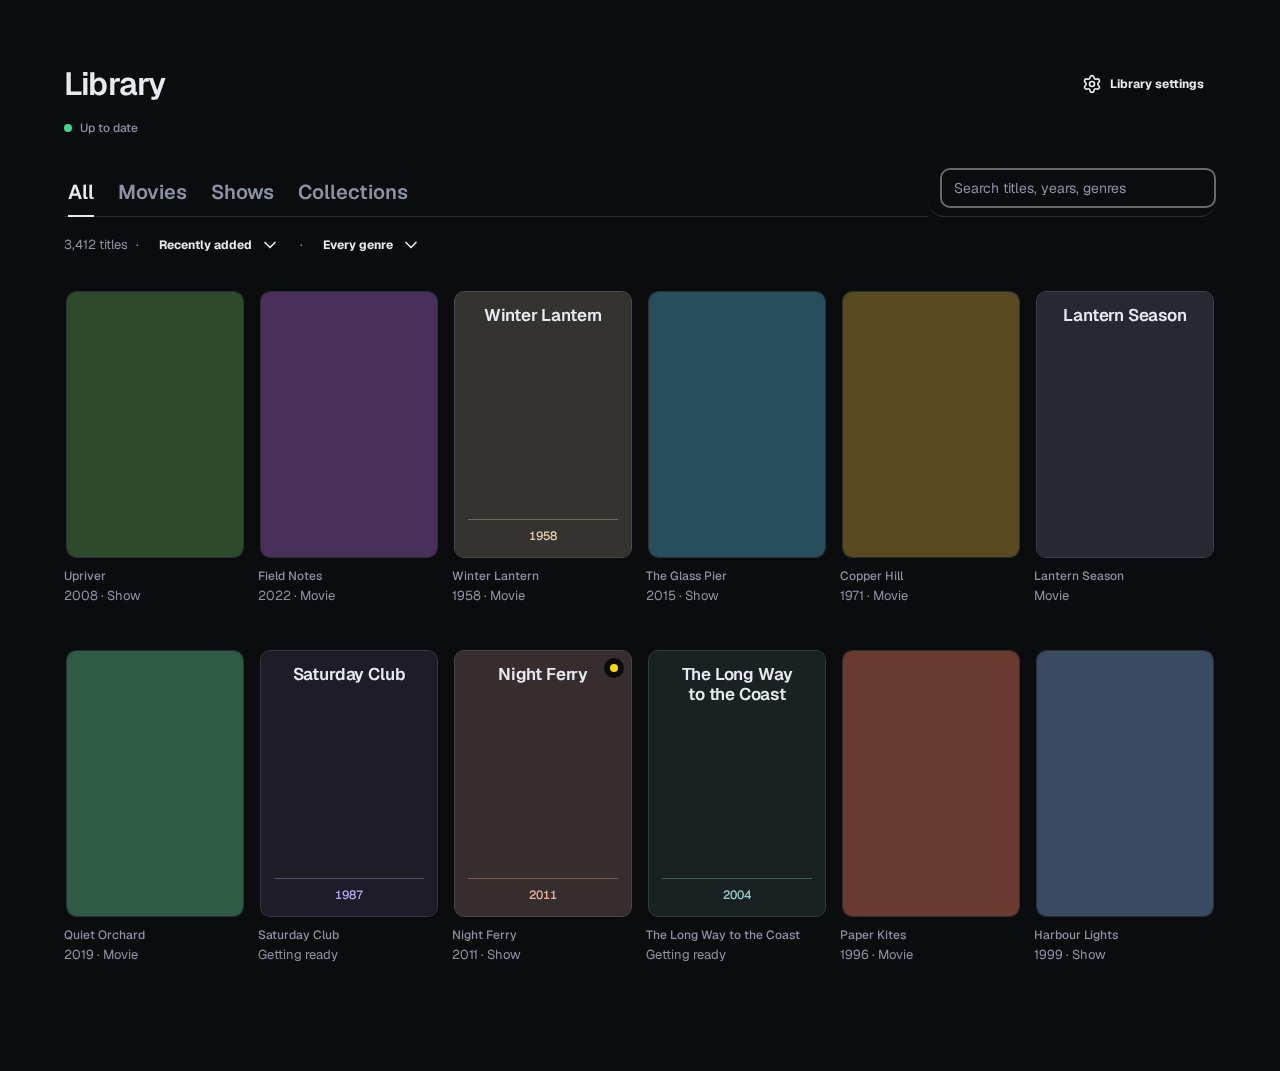 Library
Library settings
Up to date
All Movies Shows Collections
Search titles, years, genres
3,412 titles · Recently added · Every genre
Winter Lantern
Lantern Season
1958
Upriver
2008 · Show
Field Notes
2022 · Movie
Winter Lantern
1958 · Movie
The Glass Pier
2015 · Show
Copper Hill
1971 · Movie
Lantern Season
Movie
Saturday Club
Night Ferry
The Long Way
to the Coast
1987
2011
2004
Quiet Orchard
2019 · Movie
Saturday Club
Getting ready
Night Ferry
2011 · Show
The Long Way to the Coast
Getting ready
Paper Kites
1996 · Movie
Harbour Lights
1999 · Show